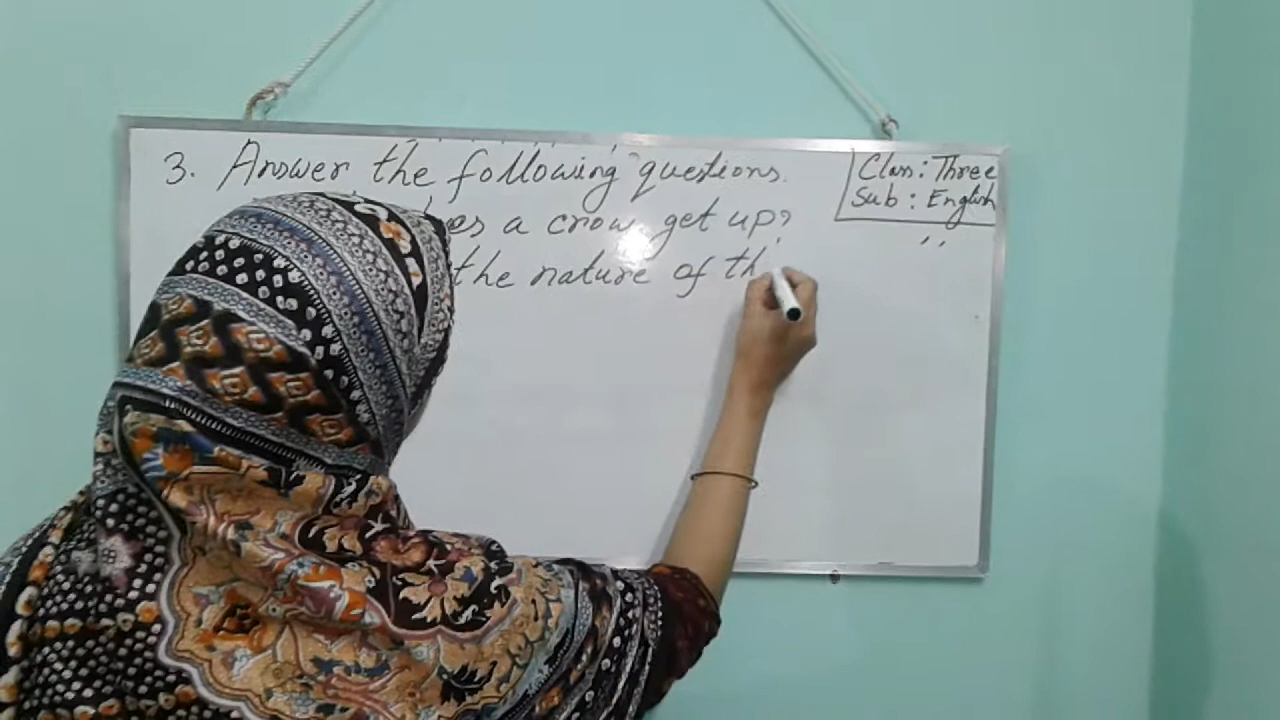 3. Answer the following questions.
es a crow get up?
the nature of th
Class: Three
Sub: English